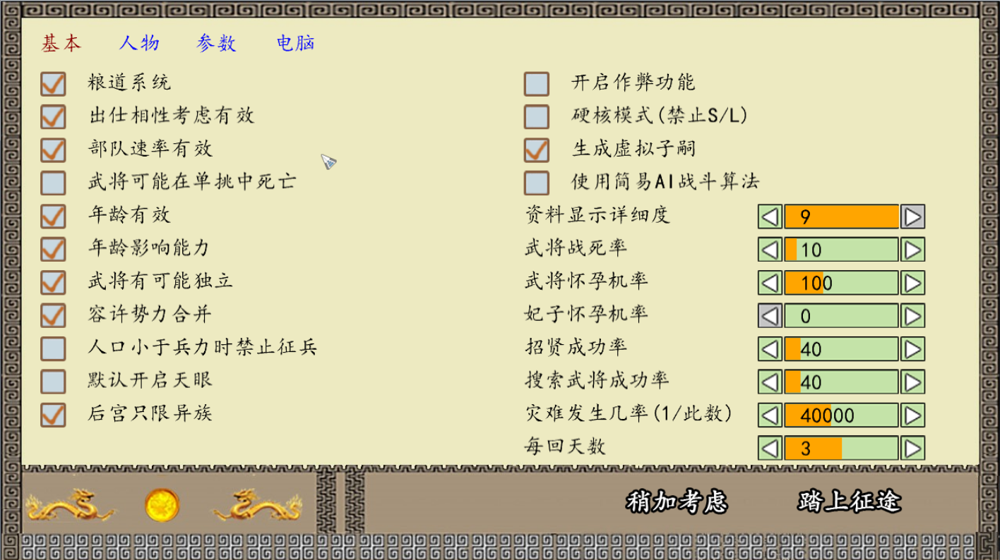 基本 人物 参数 电脑
粮道系统
出仕相性考虑有效
部队速率有效
武将可能在单挑中死亡
年龄有效
年龄影响能力
武将有可能独立
容许势力合并
人口小于兵力时禁止征兵
默认开启天眼
后宫只限异族
开启作弊功能
硬核模式(禁止S/L)
生成虚拟子嗣
使用简易AI战斗算法
资料显示详细度 9
武将战死率 10
武将怀孕机率 100
妃子怀孕机率 0
招贤成功率 40
搜索武将成功率 40
灾难发生几率(1/此数) 40000
每回天数 3
稍加考虑 踏上征途